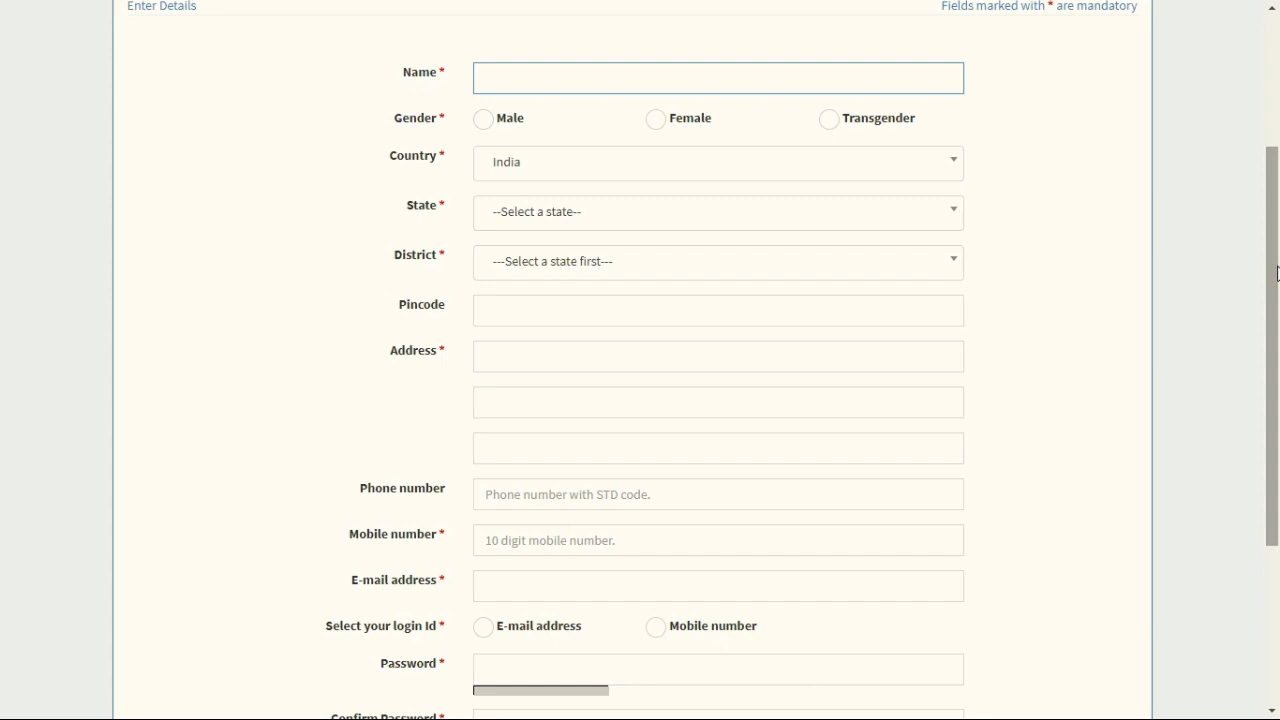 Enter Details Fields marked with * are mandatory
Name *
Gender * Male Female Transgender
Country * India
State * --Select a state--
District * ---Select a state first---
Pincode
Address *
Phone number Phone number with STD code.
Mobile number * 10 digit mobile number.
E-mail address *
Select your login Id * E-mail address Mobile number
Password *
Confirm Password *